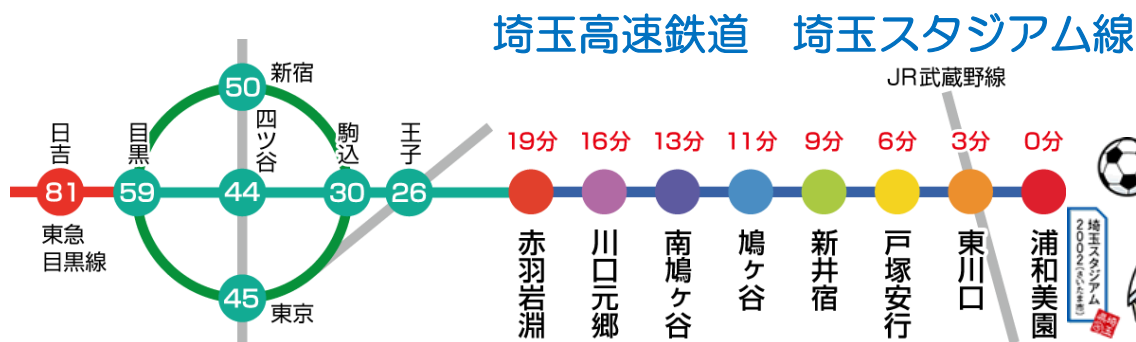 埼玉高速鉄道 埼玉スタジアム線
JR武蔵野線
新宿
50
日吉
目黒
四ツ谷
駒込
王子
19分
16分
13分
11分
9分
6分
3分
0分
81
59
44
30
26
東急
目黒線
赤羽岩淵
川口元郷
南鳩ヶ谷
鳩ヶ谷
新井宿
戸塚安行
東川口
浦和美園
埼玉スタジアム
2002(さいたま市)
45
東京